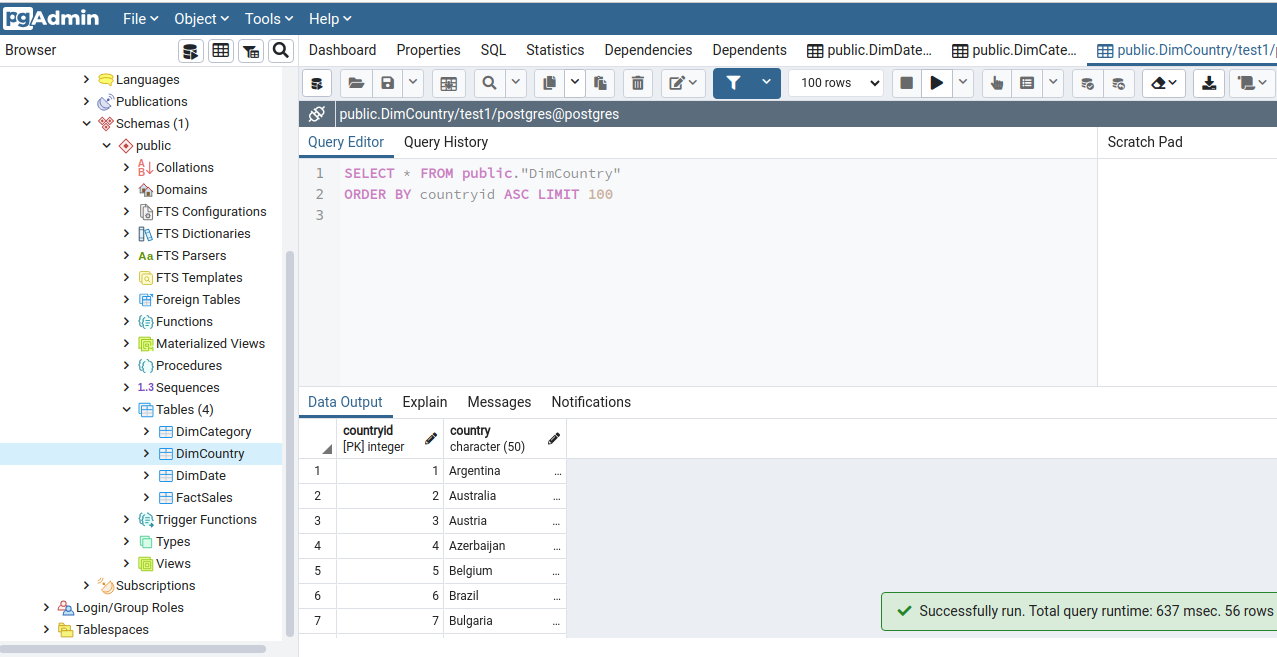 pgAdmin File Object Tools Help
Browser
Dashboard Properties SQL Statistics Dependencies Dependents public.DimDate... public.DimCate... public.DimCountry/test1/
Languages
Publications
Schemas (1)
public
Collations
Domains
FTS Configurations
FTS Dictionaries
Aa FTS Parsers
FTS Templates
Foreign Tables
Functions
Materialized Views
Procedures
1..3 Sequences
Tables (4)
DimCategory
DimCountry
DimDate
FactSales
Trigger Functions
Types
Views
Subscriptions
Login/Group Roles
Tablespaces
100 rows
public.DimCountry/test1/postgres@postgres
Query Editor Query History Scratch Pad
1 SELECT * FROM public."DimCountry"
2 ORDER BY countryid ASC LIMIT 100
3
Data Output Explain Messages Notifications
countryid country
[PK] integer character (50)
1 1 Argentina ...
2 2 Australia ...
3 3 Austria ...
4 4 Azerbaijan ...
5 5 Belgium ...
6 6 Brazil ...
7 7 Bulgaria ...
Successfully run. Total query runtime: 637 msec. 56 rows